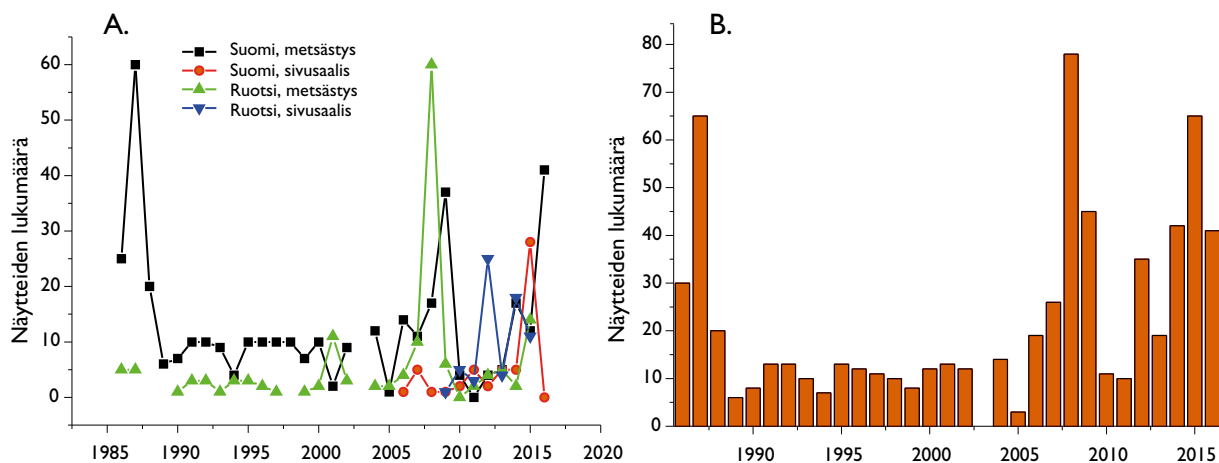 A.
Suomi, metsästys
Suomi, sivusaalis
Ruotsi, metsästys
Ruotsi, sivusaalis
Näytteiden lukumäärä
60
50
40
30
20
10
0
1985 1990 1995 2000 2005 2010 2015 2020
B.
Näytteiden lukumäärä
80
70
60
50
40
30
20
10
0
1990 1995 2000 2005 2010 2015